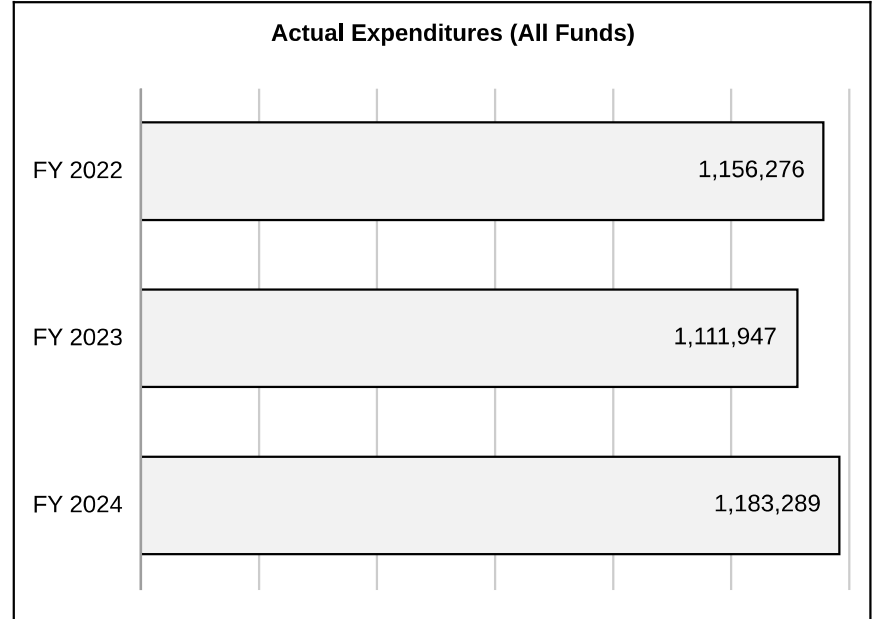 Actual Expenditures (All Funds)
FY 2022 1,156,276
FY 2023 1,111,947
FY 2024 1,183,289